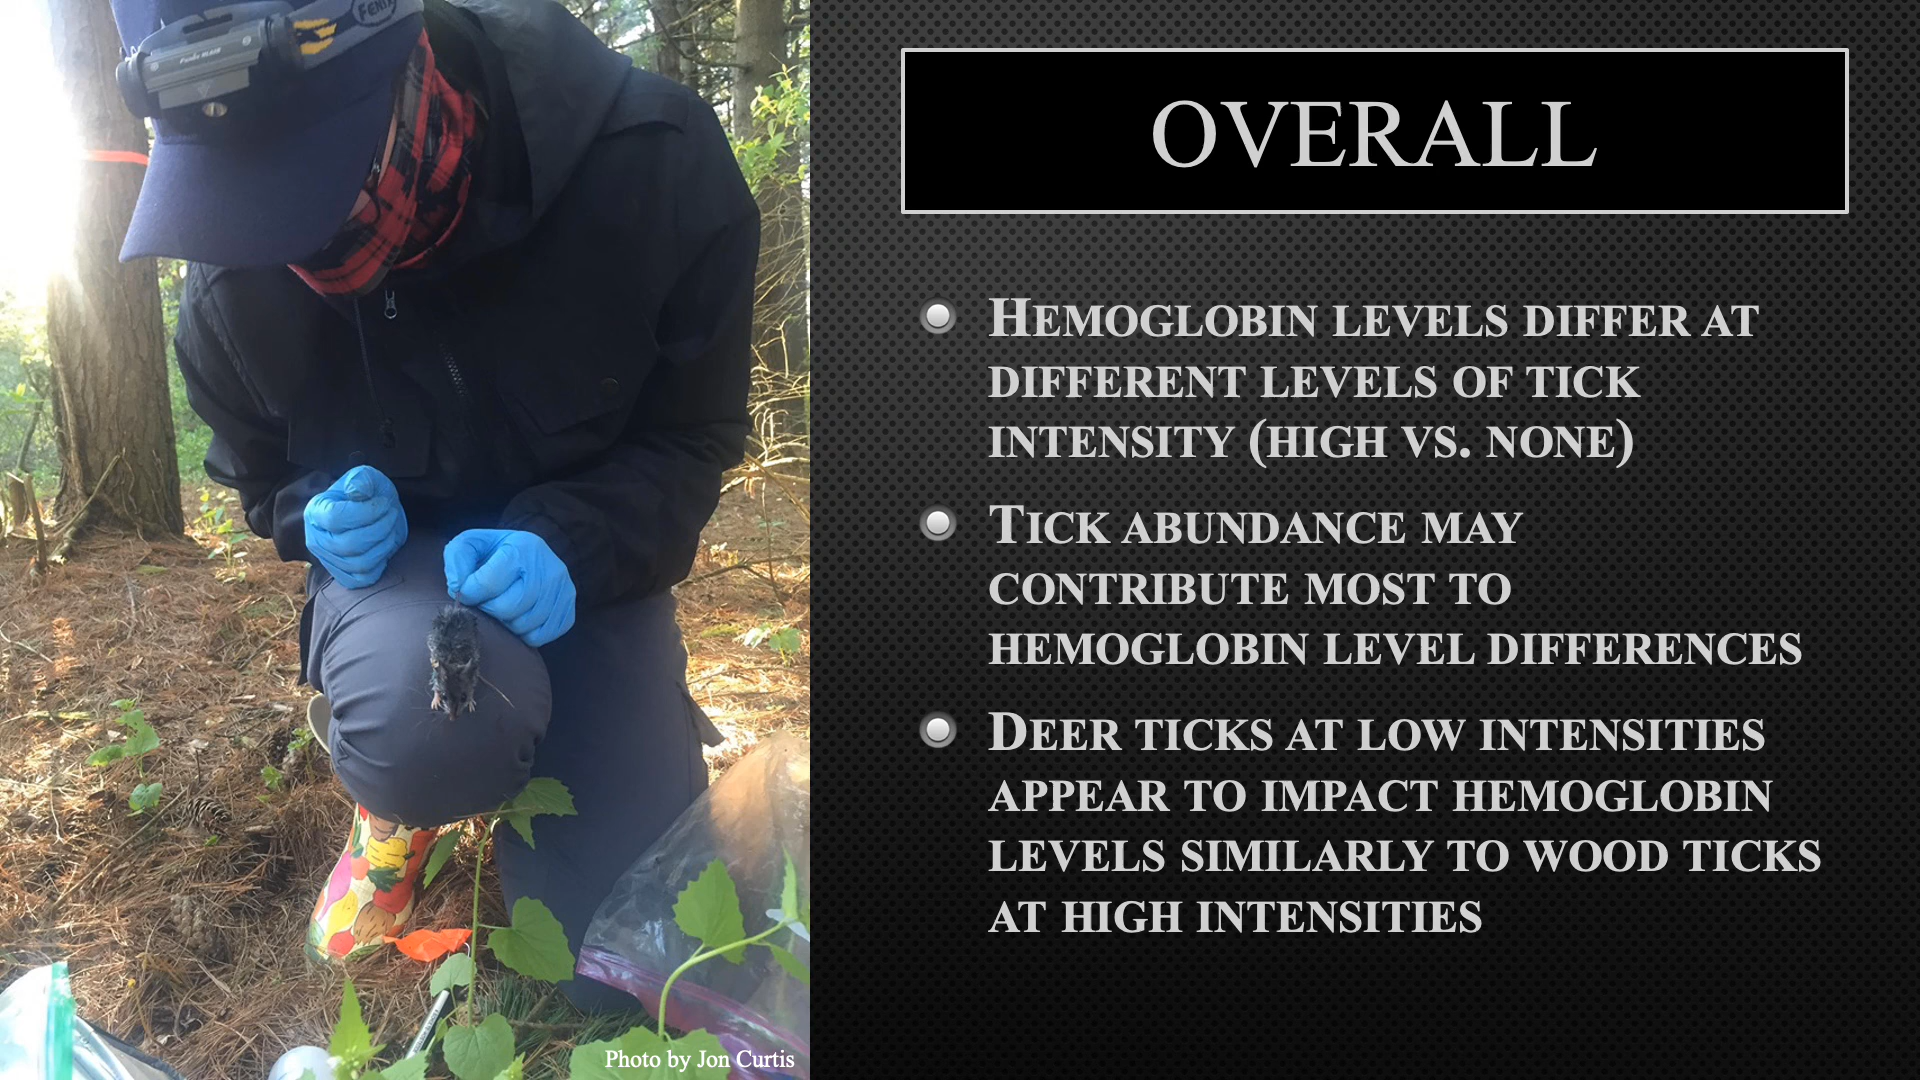 FENIX
OVERALL
Hemoglobin levels differ at
different levels of tick
intensity (high vs. none)
Tick abundance may
contribute most to
hemoglobin level differences
Deer ticks at low intensities
appear to impact hemoglobin
levels similarly to wood ticks
at high intensities
Photo by Jon Curtis